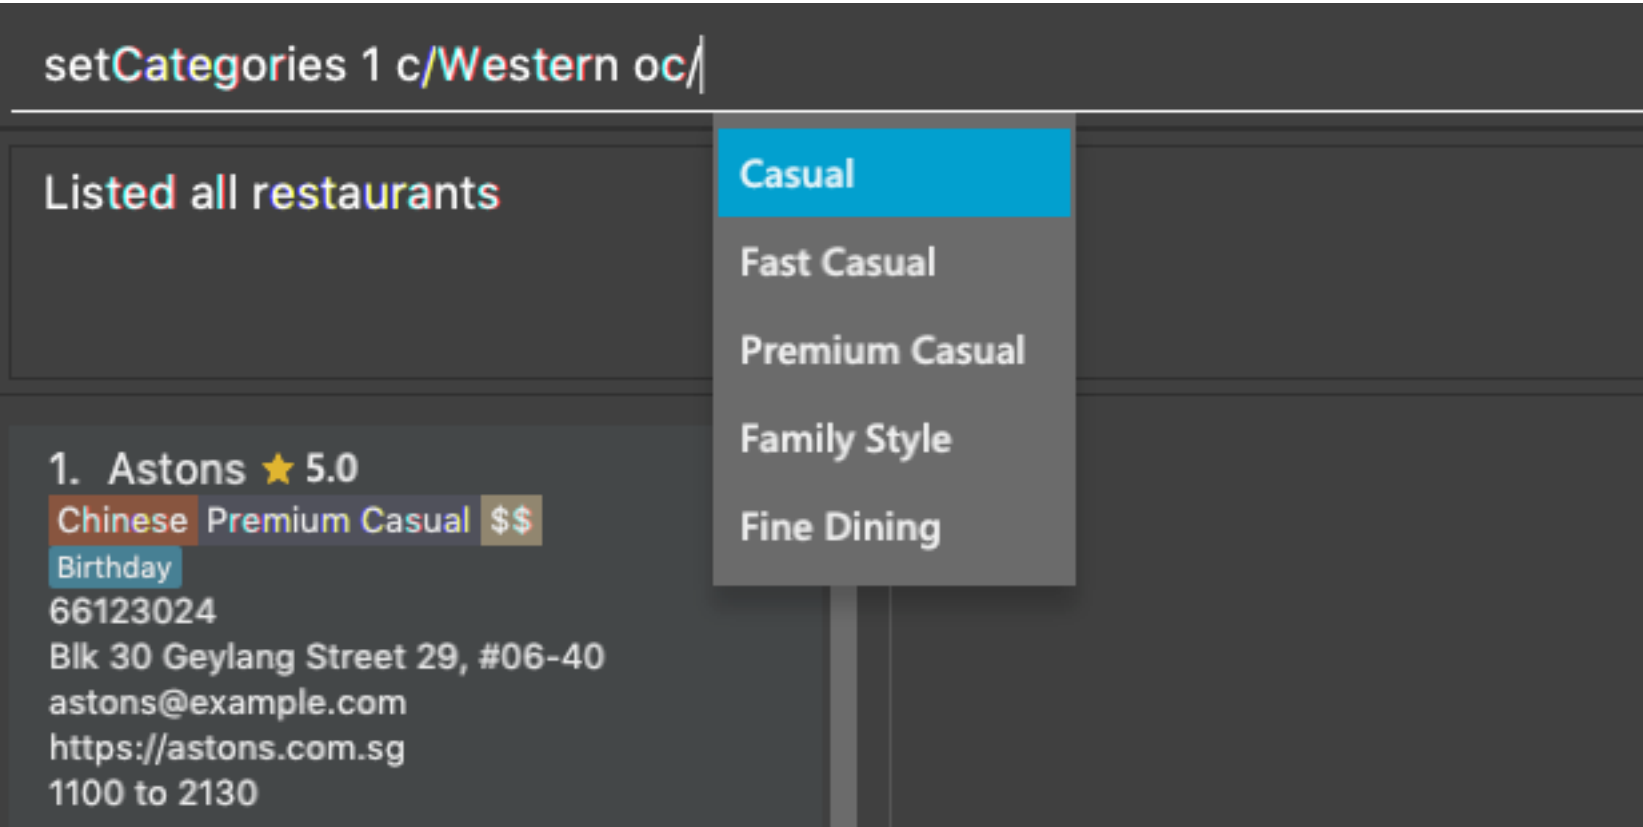 setCategories 1 c/Western oc/
Casual
Fast Casual
Premium Casual
Family Style
Fine Dining
Listed all restaurants
1. Astons ★ 5.0
Chinese Premium Casual $$
Birthday
66123024
Blk 30 Geylang Street 29, #06-40
astons@example.com
https://astons.com.sg
1100 to 2130